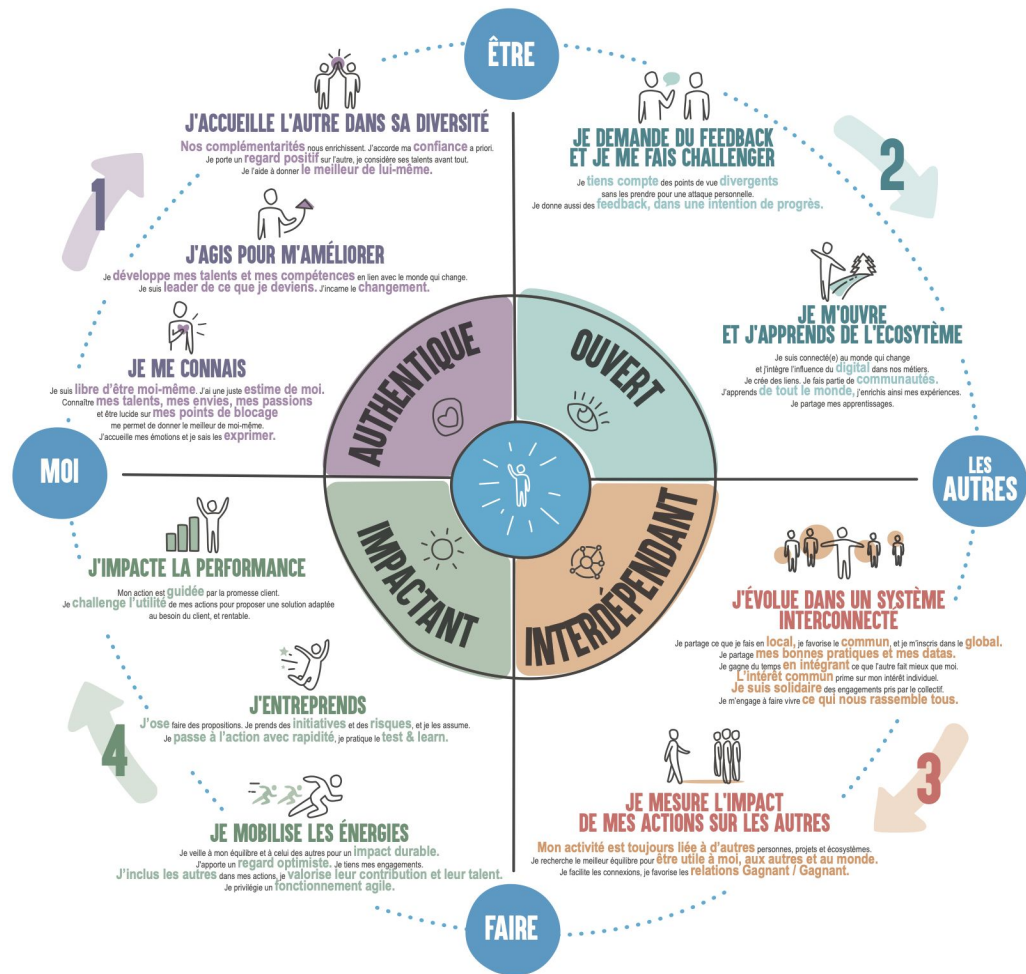 ÊTRE
J'ACCUEILLE L'AUTRE DANS SA DIVERSITÉ
Nos complémentarités nous enrichissent. J'accorde ma confiance a priori.
Je porte un regard positif sur l'autre, je considère ses talents avant tout.
Je l'aide à donner le meilleur de lui-même.
1
J'AGIS POUR M'AMÉLIORER
Je développe mes talents et mes compétences en lien avec le monde qui change.
Je suis leader de ce que je deviens. J'incarne le changement.
JE ME CONNAIS
Je suis libre d'être moi-même. J'ai une juste estime de moi.
Connaître mes talents, mes envies, mes passions
et être lucide sur mes points de blocage
me permet de donner le meilleur de moi-même.
J'accueille mes émotions et je sais les exprimer.
JE DEMANDE DU FEEDBACK
ET JE ME FAIS CHALLENGER
Je tiens compte des points de vue divergents
sans les prendre pour une attaque personnelle.
Je donne aussi des feedback, dans une intention de progrès.
2
JE M'OUVRE
ET J'APPRENDS DE L'ÉCOSYTÈME
Je suis connecté(e) au monde qui change
et j'intègre l'influence du digital dans nos métiers.
Je crée des liens. Je fais partie de communautés.
J'apprends de tout le monde, j'enrichis ainsi mes expériences.
Je partage mes apprentissages.
AUTHENTIQUE
OUVERT
MOI
LES
AUTRES
IMPACTANT
INTERDÉPENDANT
J'ÉVOLUE DANS UN SYSTÈME
INTERCONNECTÉ
Je partage ce que je fais en local, je favorise le commun, et je m'inscris dans le global.
Je partage mes bonnes pratiques et mes datas.
Je gagne du temps en intégrant ce que l'autre fait mieux que moi.
L'intérêt commun prime sur mon intérêt individuel.
Je suis solidaire des engagements pris par le collectif.
Je m'engage à faire vivre ce qui nous rassemble tous.
3
JE MESURE L'IMPACT
DE MES ACTIONS SUR LES AUTRES
Mon activité est toujours liée à d'autres personnes, projets et écosystèmes.
Je recherche le meilleur équilibre pour être utile à moi, aux autres et au monde.
Je facilite les connexions, je favorise les relations Gagnant / Gagnant.
J'IMPACTE LA PERFORMANCE
Mon action est guidée par la promesse client.
Je challenge l'utilité de mes actions pour proposer une solution adaptée
au besoin du client, et rentable.
J'ENTREPRENDS
J'ose faire des propositions. Je prends des initiatives et des risques, et je les assume.
Je passe à l'action avec rapidité, je pratique le test & learn.
4
JE MOBILISE LES ÉNERGIES
Je veille à mon équilibre et à celui des autres pour un impact durable.
J'apporte un regard optimiste. Je tiens mes engagements.
J'inclus les autres dans mes actions, je valorise leur contribution et leur talent.
Je privilégie un fonctionnement agile.
FAIRE